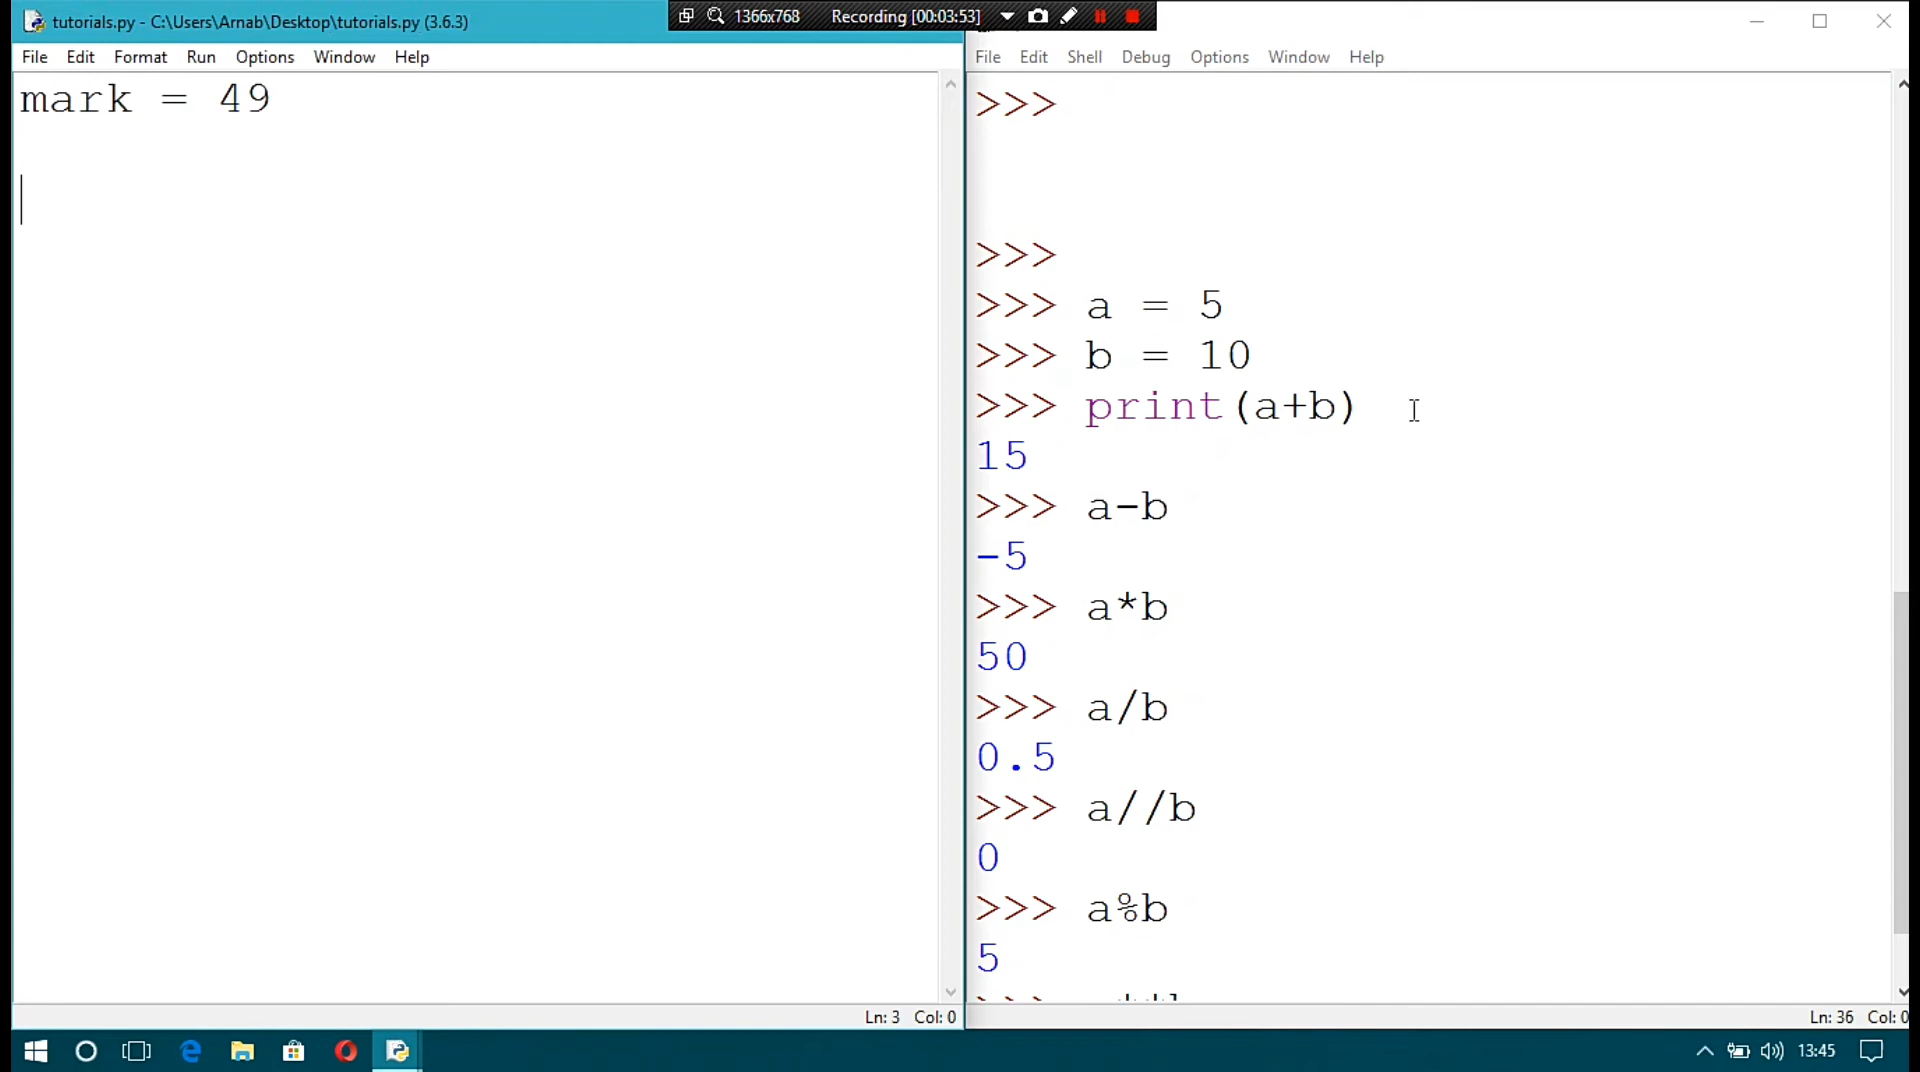 tutorials.py - C:\Users\Arnab\Desktop\tutorials.py (3.6.3)
1366x768 Recording [00:03:53]
File Edit Format Run Options Window Help
mark = 49
Ln: 3 Col: 0
File Edit Shell Debug Options Window Help
>>>
>>>
>>> a = 5
>>> b = 10
>>> print(a+b)
15
>>> a-b
-5
>>> a*b
50
>>> a/b
0.5
>>> a//b
0
>>> a%b
5
Ln: 36 Col: 0
13:45